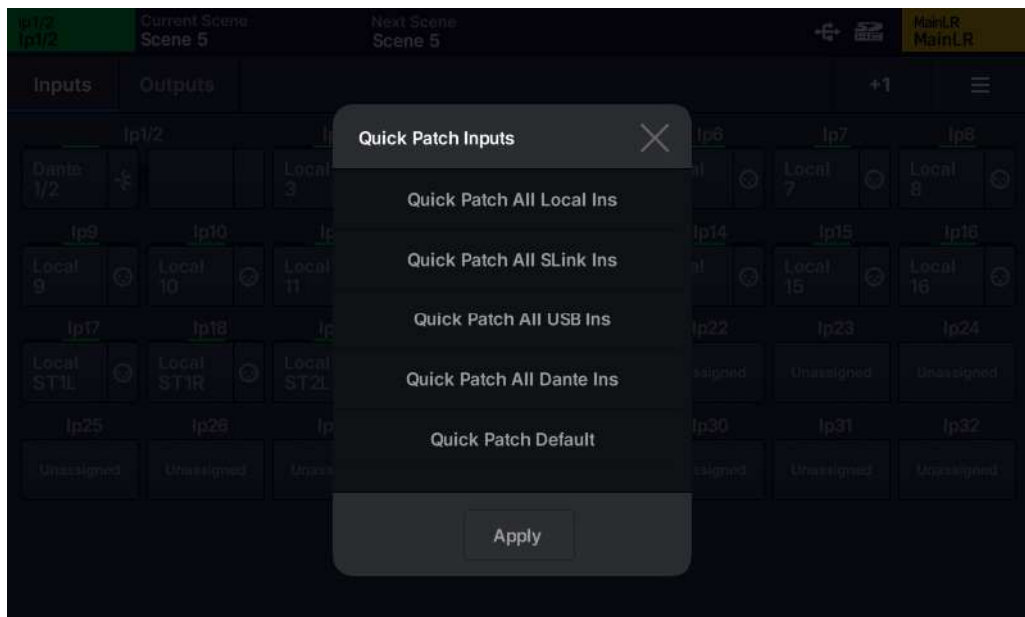 Ip1/2
Ip1/2
Current Scene
Scene 5
Next Scene
Scene 5
MainLR
MainLR
Inputs
Outputs
+1
Quick Patch Inputs
Quick Patch All Local Ins
Quick Patch All SLink Ins
Quick Patch All USB Ins
Quick Patch All Dante Ins
Quick Patch Default
Apply
Ip1/2
Ip6
Ip7
Ip8
Dante
1/2
Local
3
Local
7
Local
8
Ip9
Ip10
Ip14
Ip15
Ip16
Local
9
Local
10
Local
11
Local
15
Local
16
Ip17
Ip18
Ip22
Ip23
Ip24
Local
ST1L
Local
ST1R
Local
ST2L
Unassigned
Unassigned
Ip25
Ip26
Ip30
Ip31
Ip32
Unassigned
Unassigned
Unassigned
Unassigned